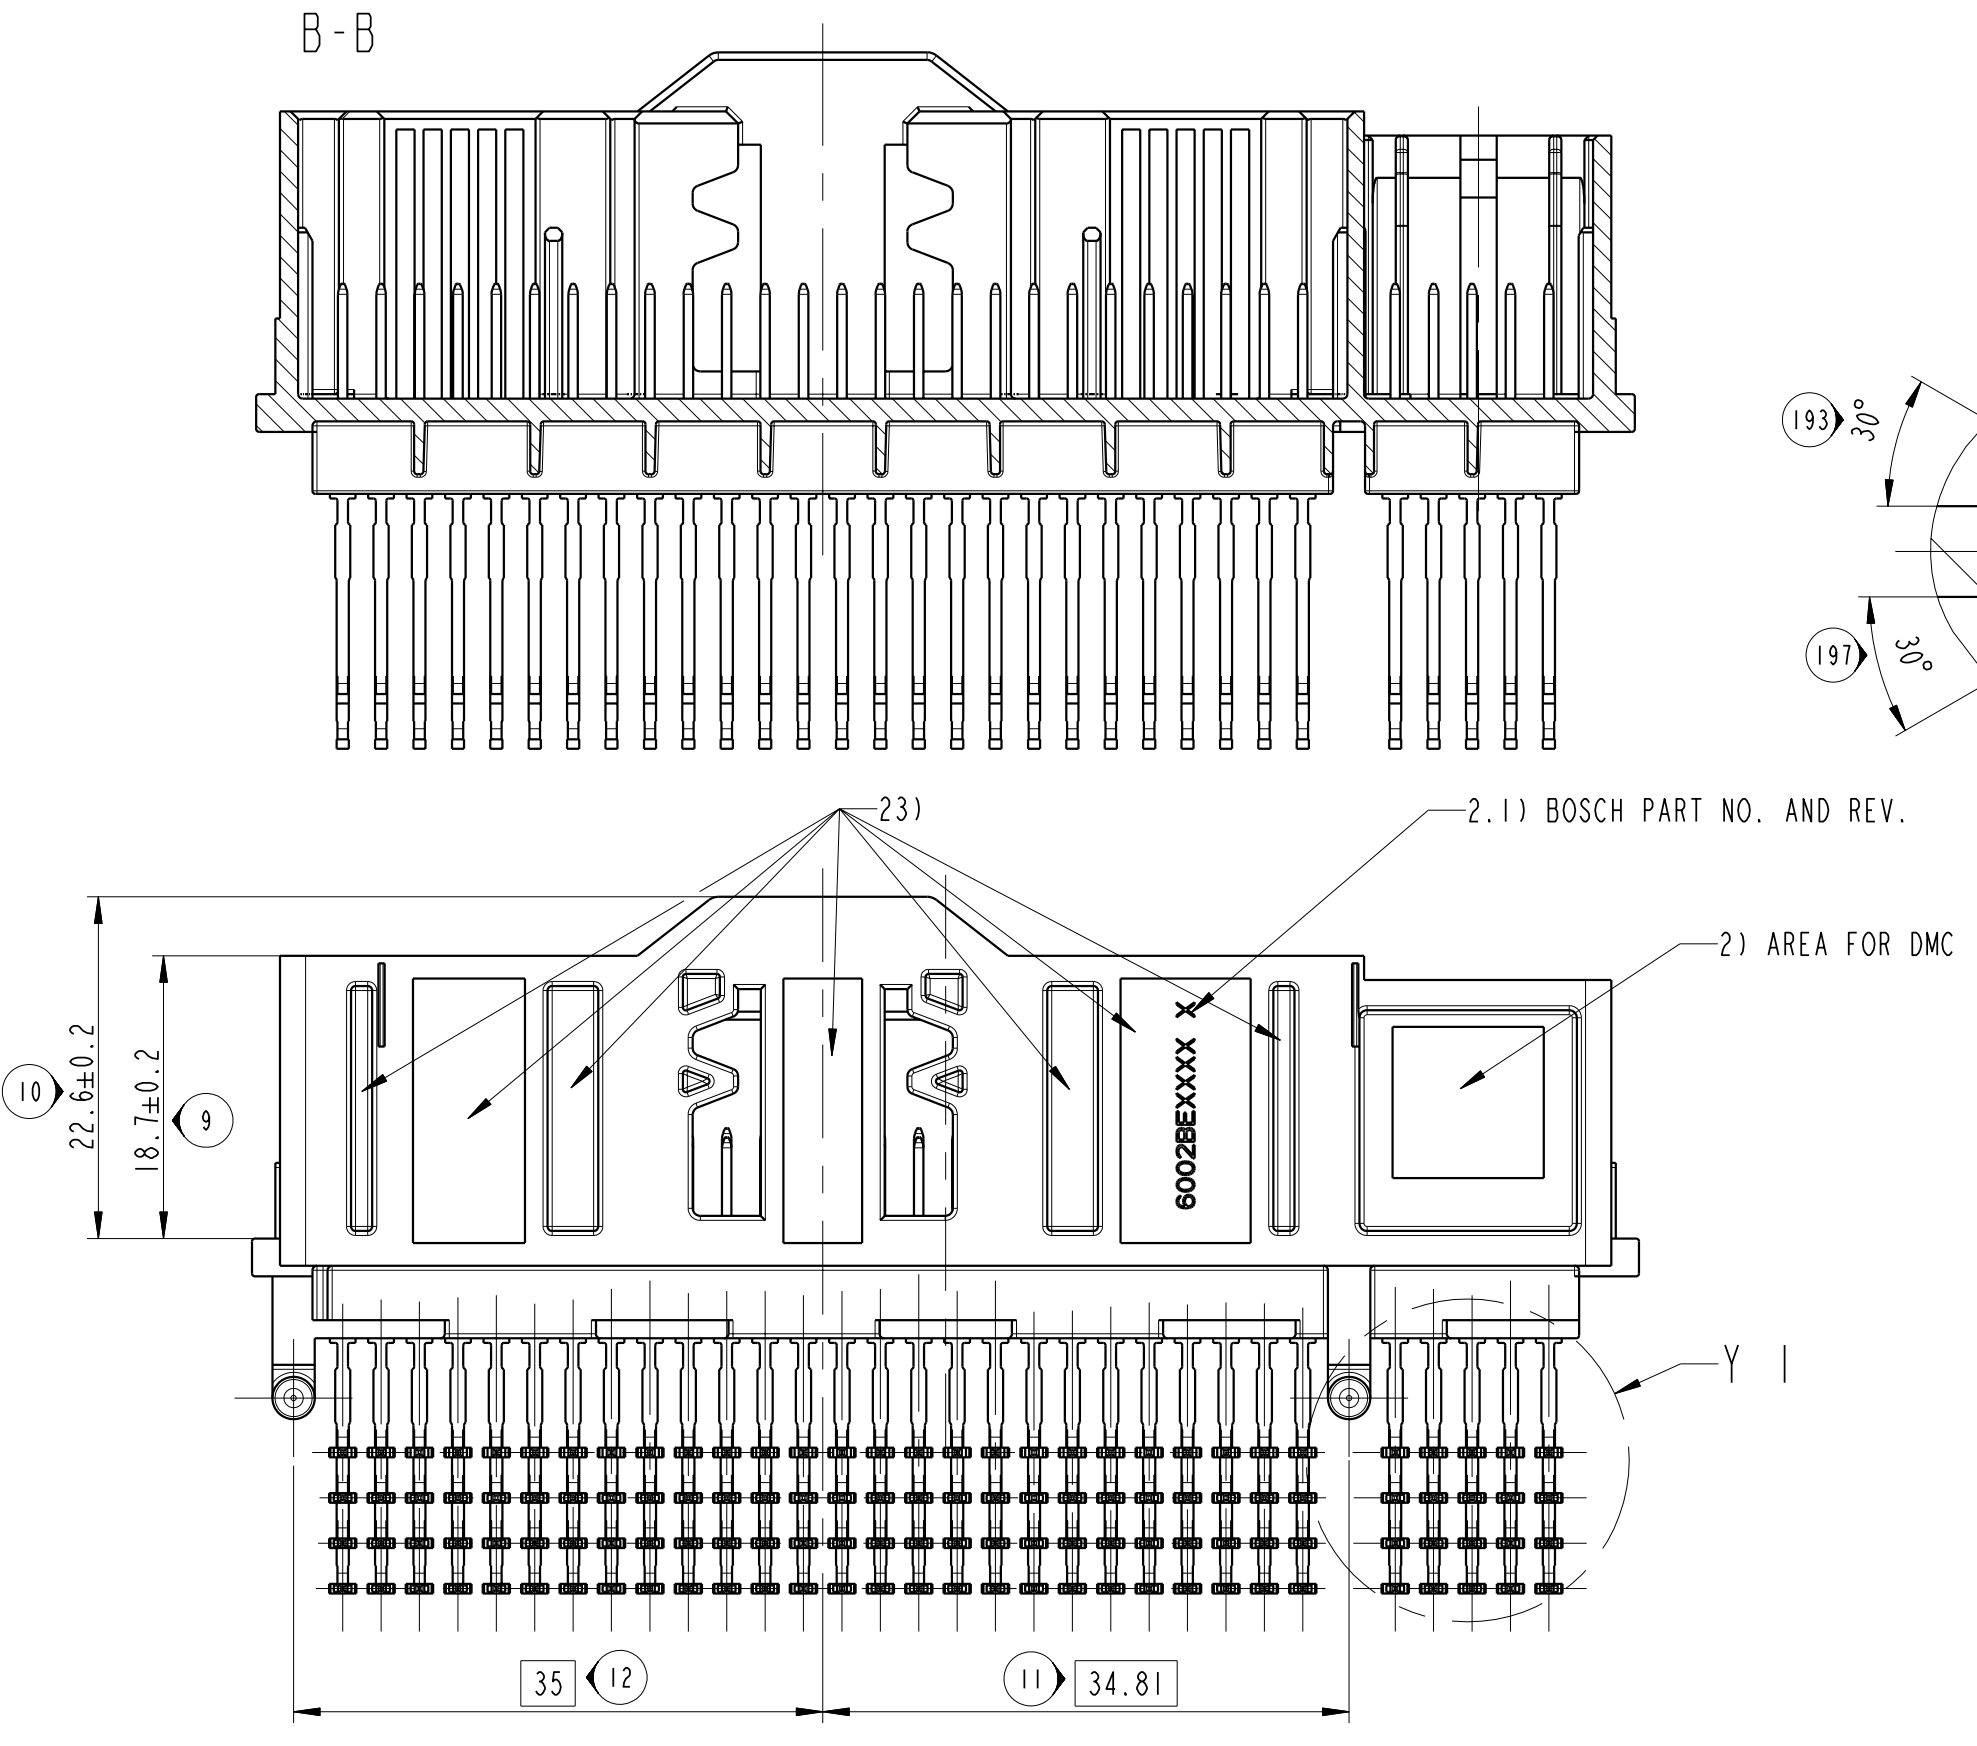 B-B
193 30°
197 30°
23)
2.1) BOSCH PART NO. AND REV.
2) AREA FOR DMC
10 22.6±0.2
18.7±0.2 9
6002BEXXXX X
Y 1
35 12
11 34.81